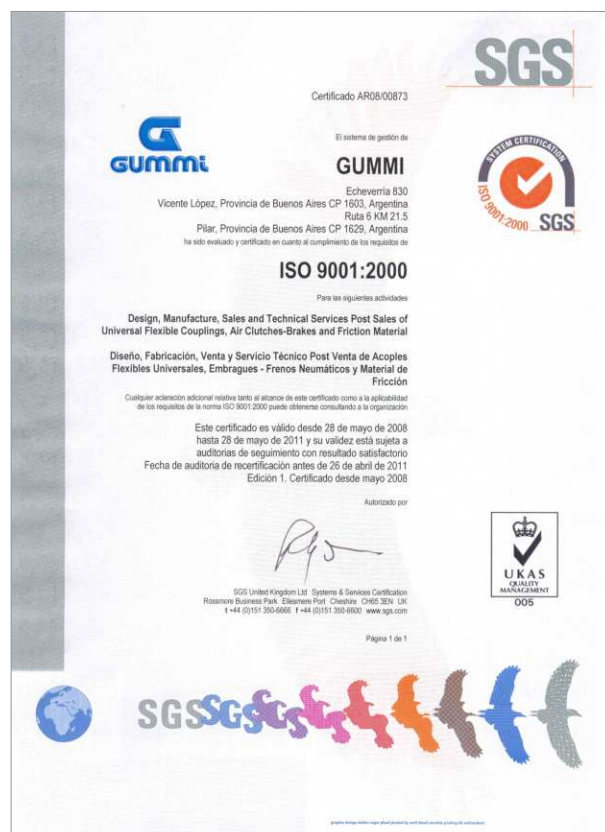 SGS
Certificado AR08/00873
GUMMI
El sistema de gestión de
GUMMI
Echeverría 830
Vicente López, Provincia de Buenos Aires CP 1603, Argentina
Ruta 6 KM 21.5
Pilar, Provincia de Buenos Aires CP 1629, Argentina
ha sido evaluado y certificado en cuanto al cumplimiento de los requisitos de
SYSTEM CERTIFICATION
ISO 9001:2000
SGS
ISO 9001:2000
Para las siguientes actividades
Design, Manufacture, Sales and Technical Services Post Sales of
Universal Flexible Couplings, Air Clutches-Brakes and Friction Material
Diseño, Fabricación, Venta y Servicio Técnico Post Venta de Acoples
Flexibles Universales, Embragues - Frenos Neumáticos y Material de
Fricción
Cualquier aclaración adicional relativa tanto al alcance de este certificado como a la aplicabilidad
de los requisitos de la norma ISO 9001:2000 puede obtenerse consultando a la organización
Este certificado es válido desde 28 de mayo de 2008
hasta 28 de mayo de 2011 y su validez está sujeta a
auditorias de seguimiento con resultado satisfactorio
Fecha de auditoria de recertificación antes de 26 de abril de 2011
Edición 1. Certificado desde mayo 2008
Autorizado por
SGS United Kingdom Ltd Systems & Services Certification
Rossmore Business Park Ellesmere Port Cheshire CH65 3EN UK
t +44 (0)151 350-6666 f +44 (0)151 350-6600 www.sgs.com
Página 1 de 1
UKAS
QUALITY
MANAGEMENT
005
SGSSGSSGS